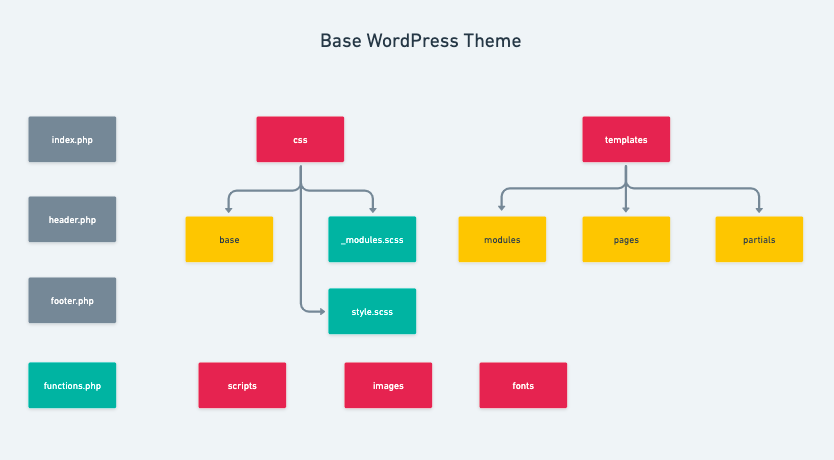 Base WordPress Theme
index.php
css
templates
header.php
base
_modules.scss
modules
pages
partials
footer.php
style.scss
functions.php
scripts
images
fonts